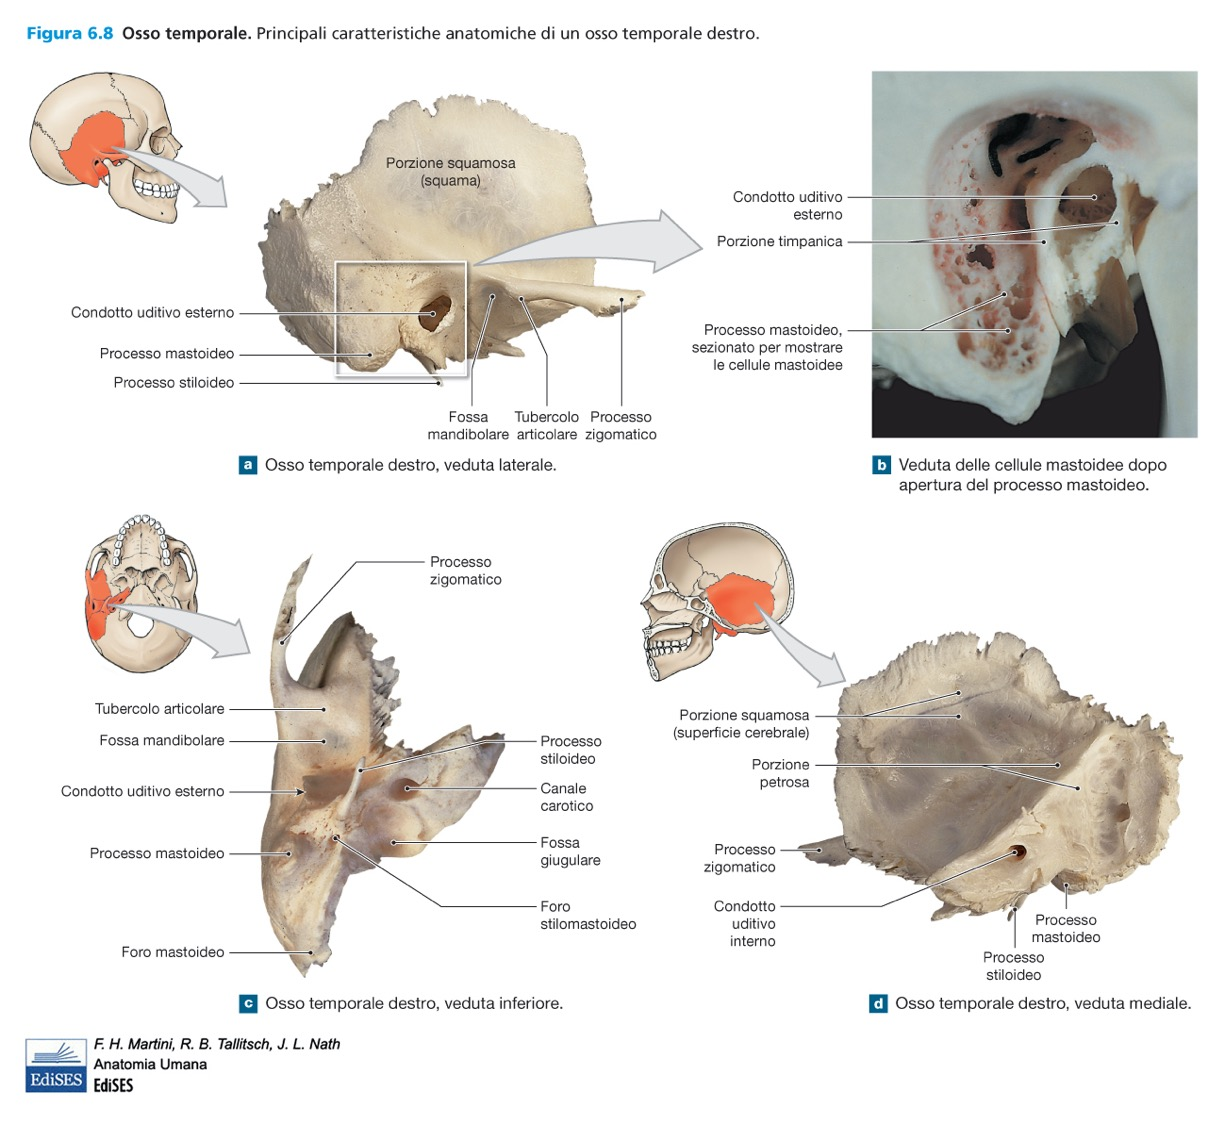 Figura 6.8 Osso temporale. Principali caratteristiche anatomiche di un osso temporale destro.
Porzione squamosa
(squama)
Condotto uditivo esterno
Processo mastoideo
Processo stiloideo
Fossa
mandibolare
Tubercolo
articolare
Processo
zigomatico
a Osso temporale destro, veduta laterale.
Condotto uditivo
esterno
Porzione timpanica
Processo mastoideo,
sezionato per mostrare
le cellule mastoidee
b Veduta delle cellule mastoidee dopo
apertura del processo mastoideo.
Processo
zigomatico
Tubercolo articolare
Fossa mandibolare
Condotto uditivo esterno
Processo mastoideo
Foro mastoideo
Processo
stiloideo
Canale
carotico
Fossa
giugulare
Foro
stilomastoideo
c Osso temporale destro, veduta inferiore.
Porzione squamosa
(superficie cerebrale)
Porzione
petrosa
Processo
zigomatico
Condotto
uditivo
interno
Processo
mastoideo
Processo
stiloideo
d Osso temporale destro, veduta mediale.
F. H. Martini, R. B. Tallitsch, J. L. Nath
Anatomia Umana
EdiSES
EdiSES